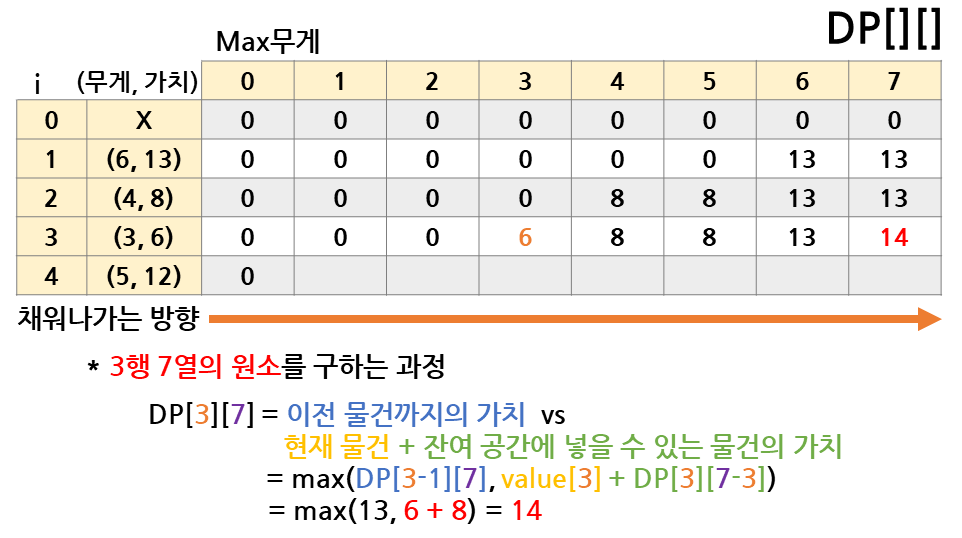 DP[][]
Max무게
i (무게, 가치) 0 1 2 3 4 5 6 7
0 X 0 0 0 0 0 0 0 0
1 (6, 13) 0 0 0 0 0 0 13 13
2 (4, 8) 0 0 0 0 8 8 13 13
3 (3, 6) 0 0 0 6 8 8 13 14
4 (5, 12) 0
채워나가는 방향
* 3행 7열의 원소를 구하는 과정
DP[3][7] = 이전 물건까지의 가치 vs
현재 물건 + 잔여 공간에 넣을 수 있는 물건의 가치
= max(DP[3-1][7], value[3] + DP[3][7-3])
= max(13, 6 + 8) = 14